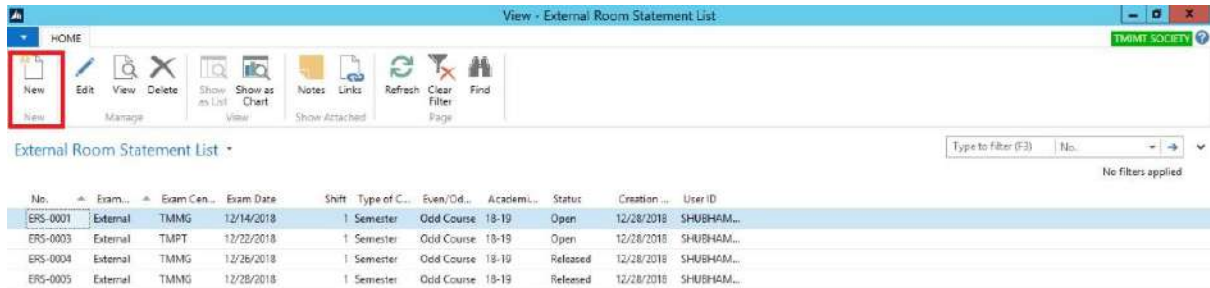 View - External Room Statement List
HOME
TMIMT SOCIETY
New
Edit
View
Delete
Show as List
Show as Chart
Notes
Links
Refresh
Clear Filter
Find
New
Manage
View
Show Attached
Page
External Room Statement List
Type to filter (F3)
No.
No filters applied
No. Exam... Exam Cen... Exam Date Shift Type of C... Even/Od... Academi... Status Creation ... User ID
ERS-0001 External TMMG 12/14/2018 1 Semester Odd Course 18-19 Open 12/28/2018 SHUBHAM...
ERS-0003 External TMPT 12/22/2018 1 Semester Odd Course 18-19 Open 12/28/2018 SHUBHAM...
ERS-0004 External TMMG 12/26/2018 1 Semester Odd Course 18-19 Released 12/28/2018 SHUBHAM...
ERS-0005 External TMMG 12/28/2018 1 Semester Odd Course 18-19 Released 12/28/2018 SHUBHAM...